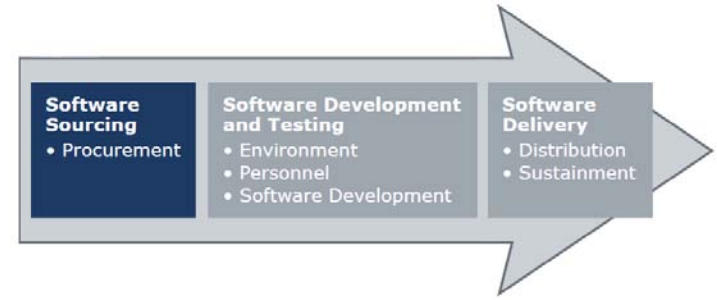 Software
Sourcing
• Procurement
Software Development
and Testing
• Environment
• Personnel
• Software Development
Software
Delivery
• Distribution
• Sustainment